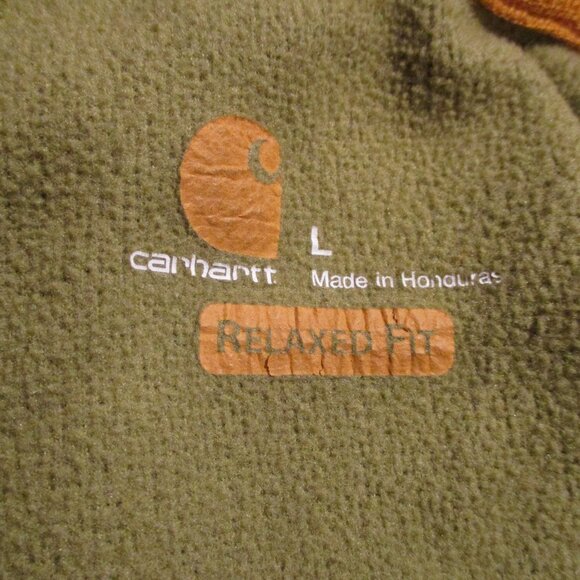 carhartt
L
Made in Honduras
RELAXED FIT